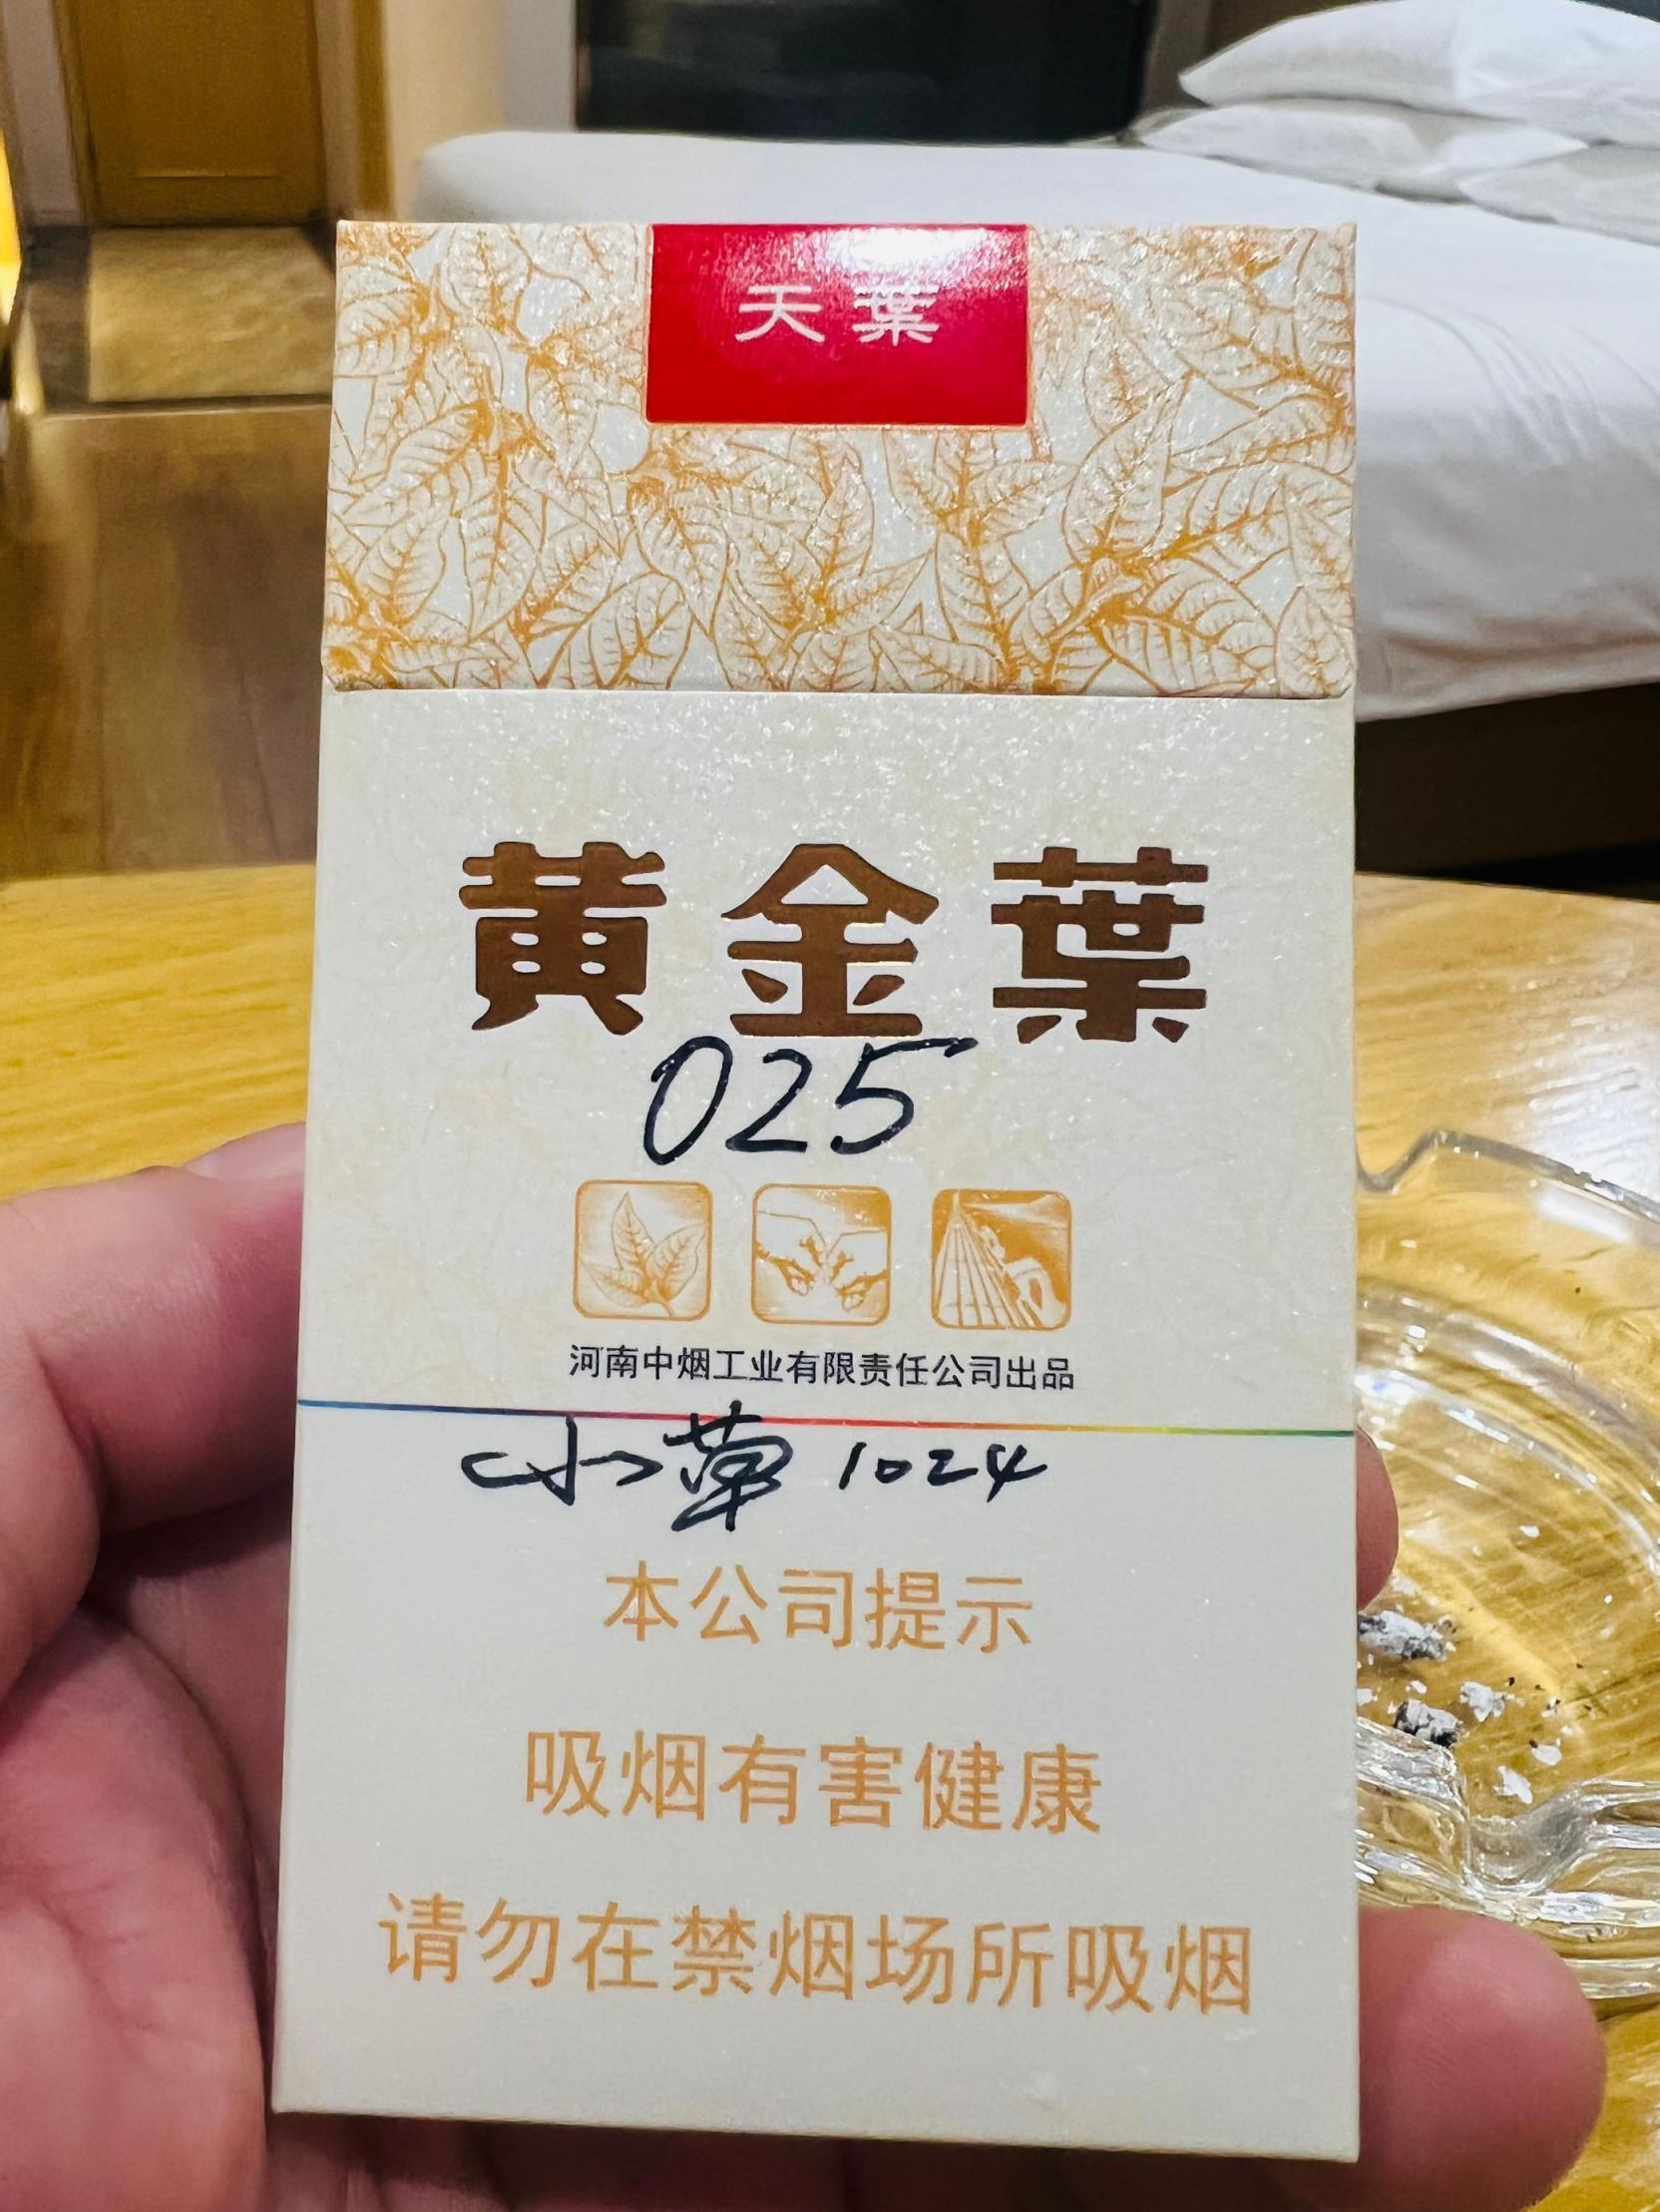 天葉
黄金葉
025
河南中烟工业有限责任公司出品
小草 1024
本公司提示
吸烟有害健康
请勿在禁烟场所吸烟